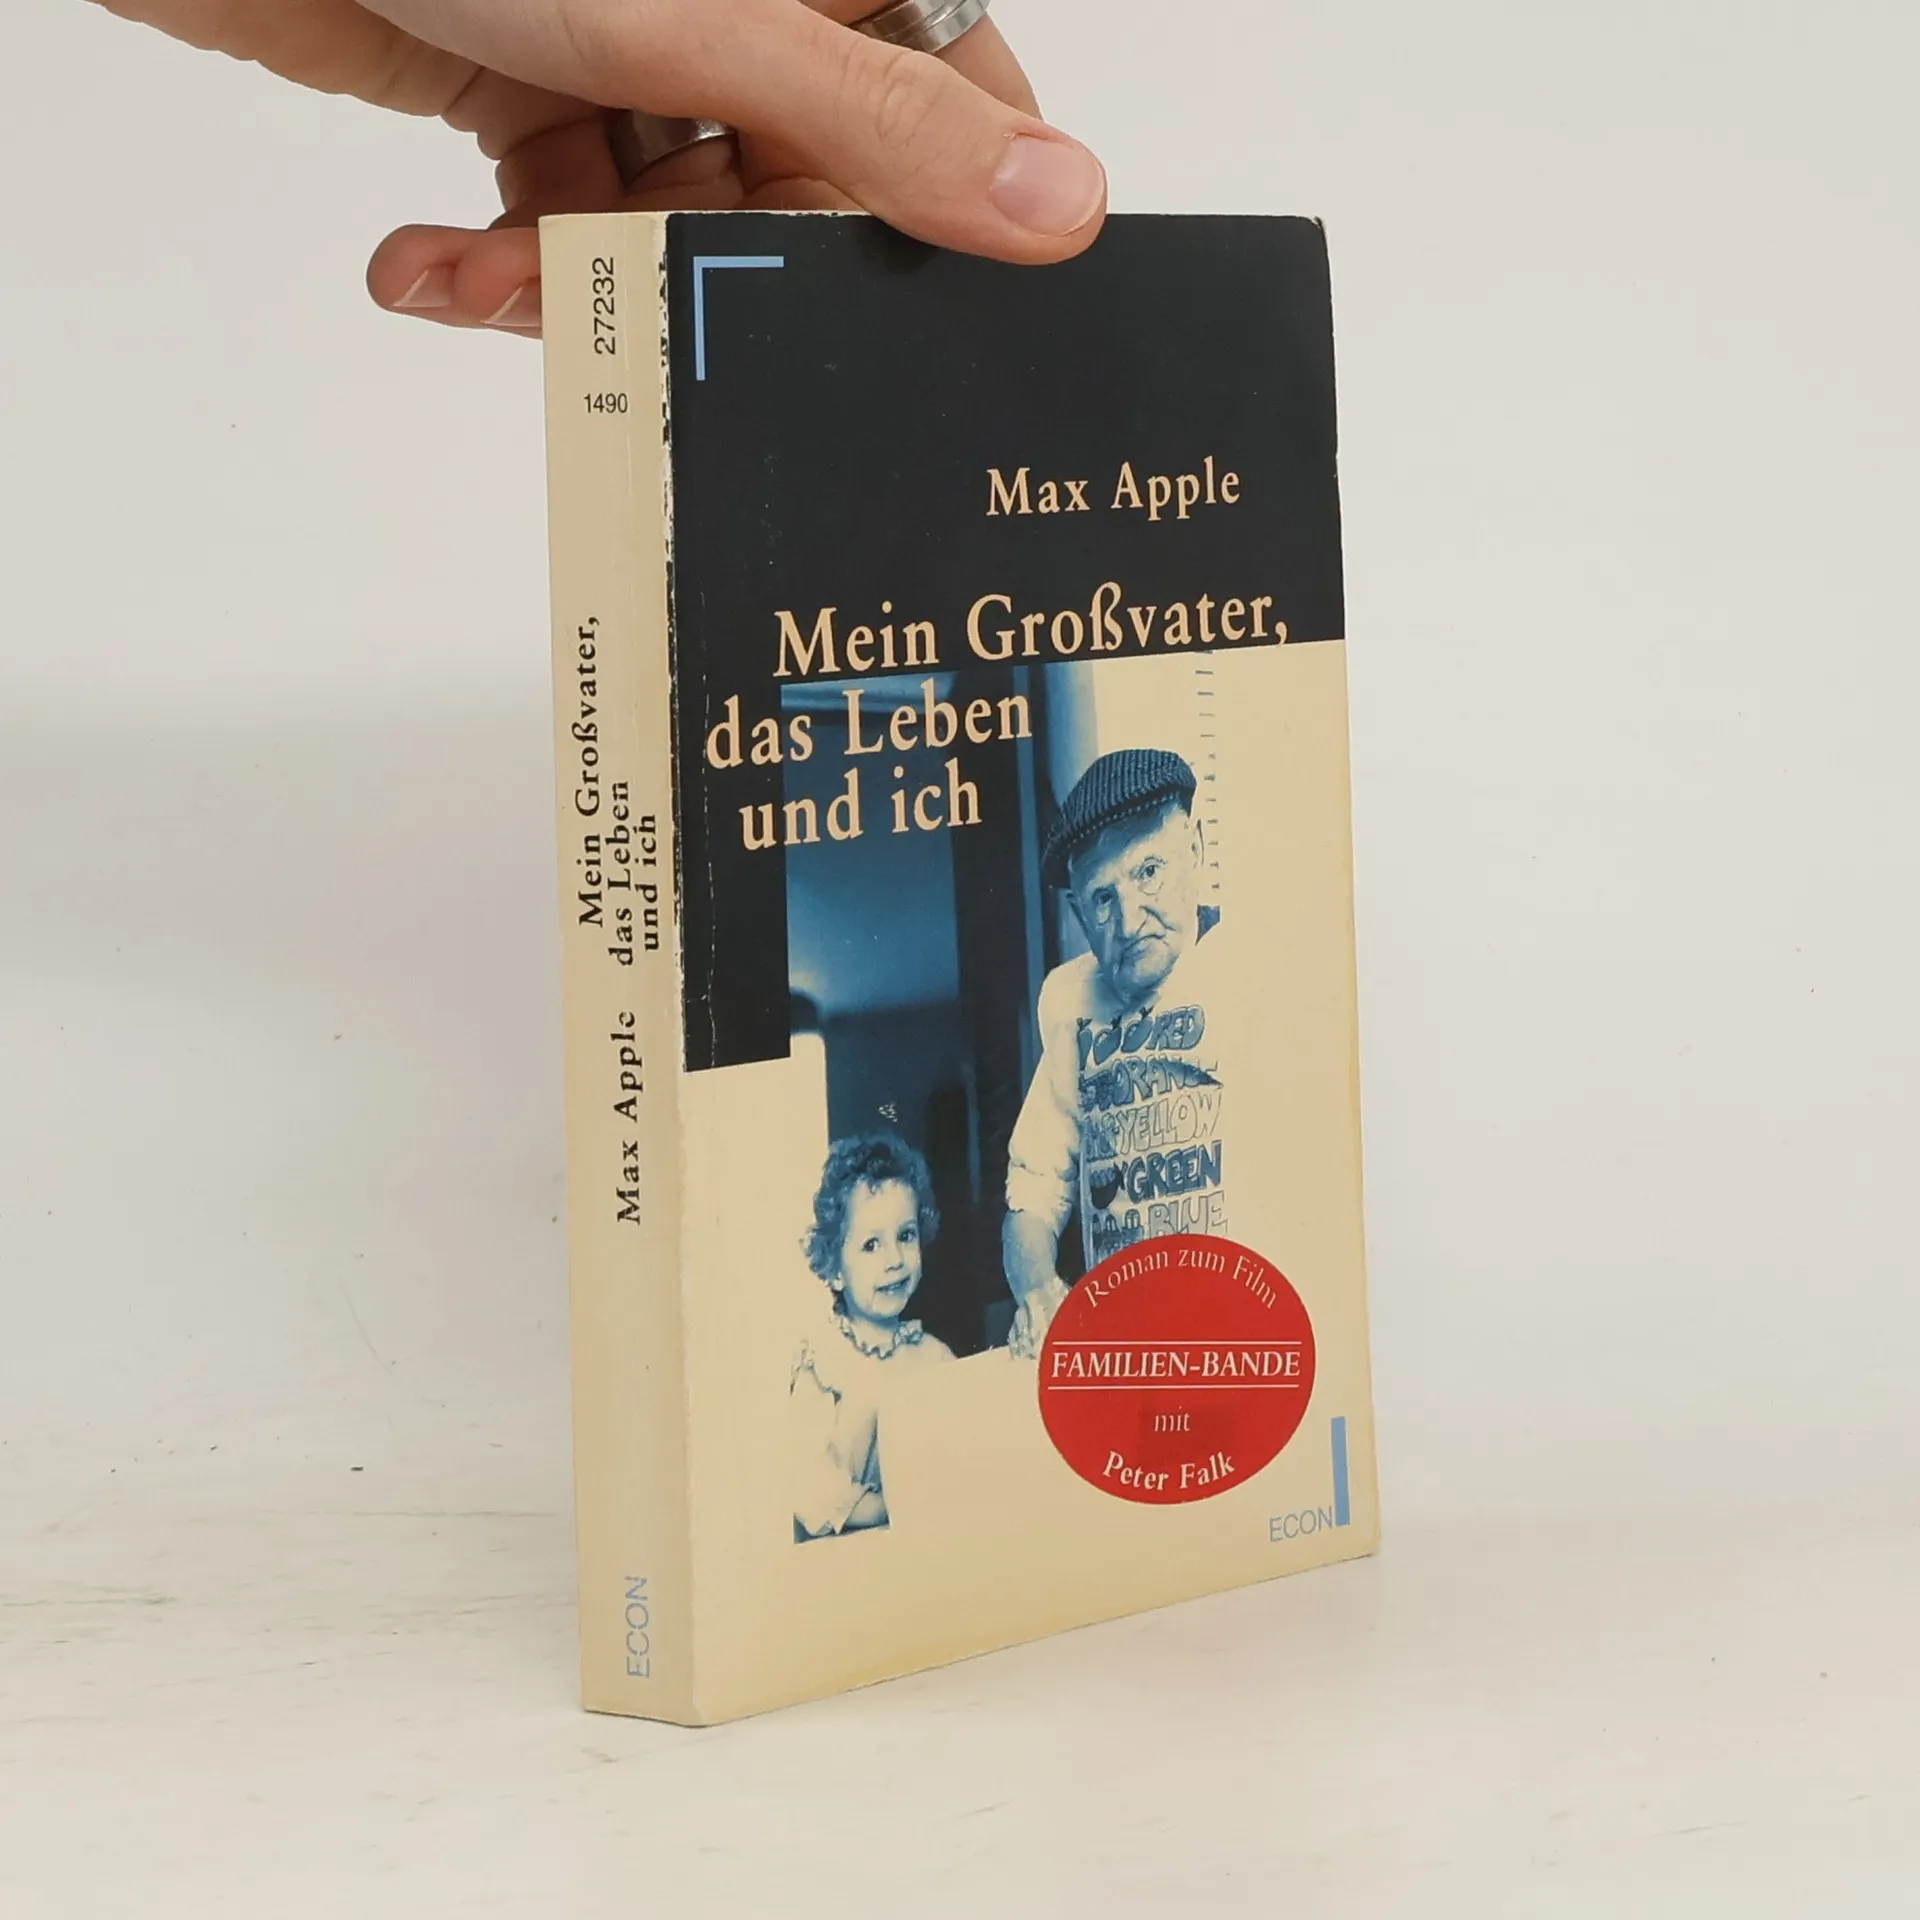 27232
1490
Mein Großvater,
das Leben
und ich
Max Apple
ECON
Max Apple
Mein Großvater,
das Leben
und ich
RED
YELLOW
GREEN
BLUE
Roman zum Film
FAMILIEN-BANDE
mit
Peter Falk
ECON